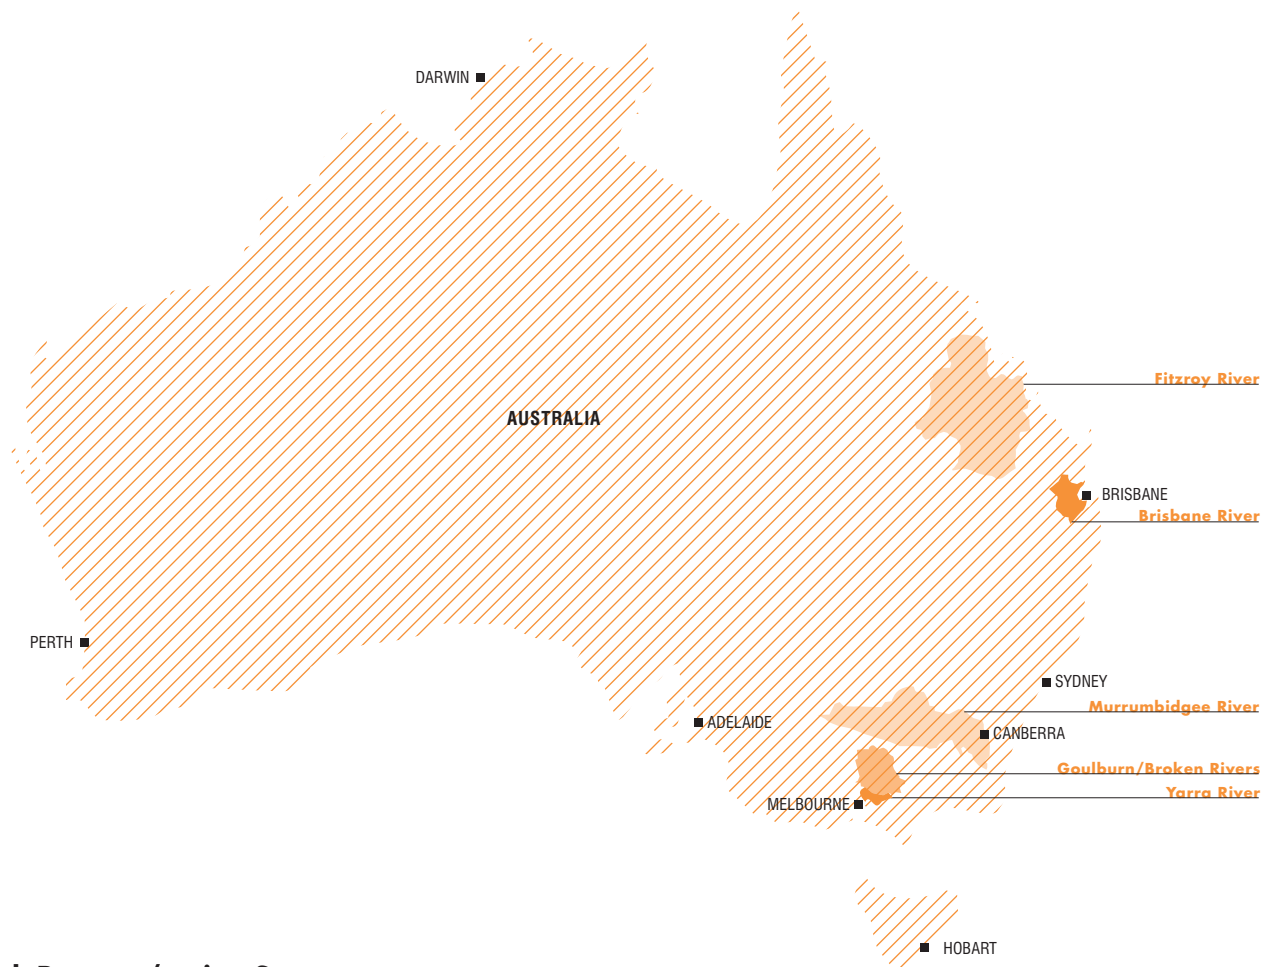 DARWIN
Fitzroy River
AUSTRALIA
BRISBANE
Brisbane River
PERTH
SYDNEY
Murrumbidgee River
ADELAIDE
CANBERRA
Goulburn/Broken Rivers
Yarra River
MELBOURNE
HOBART